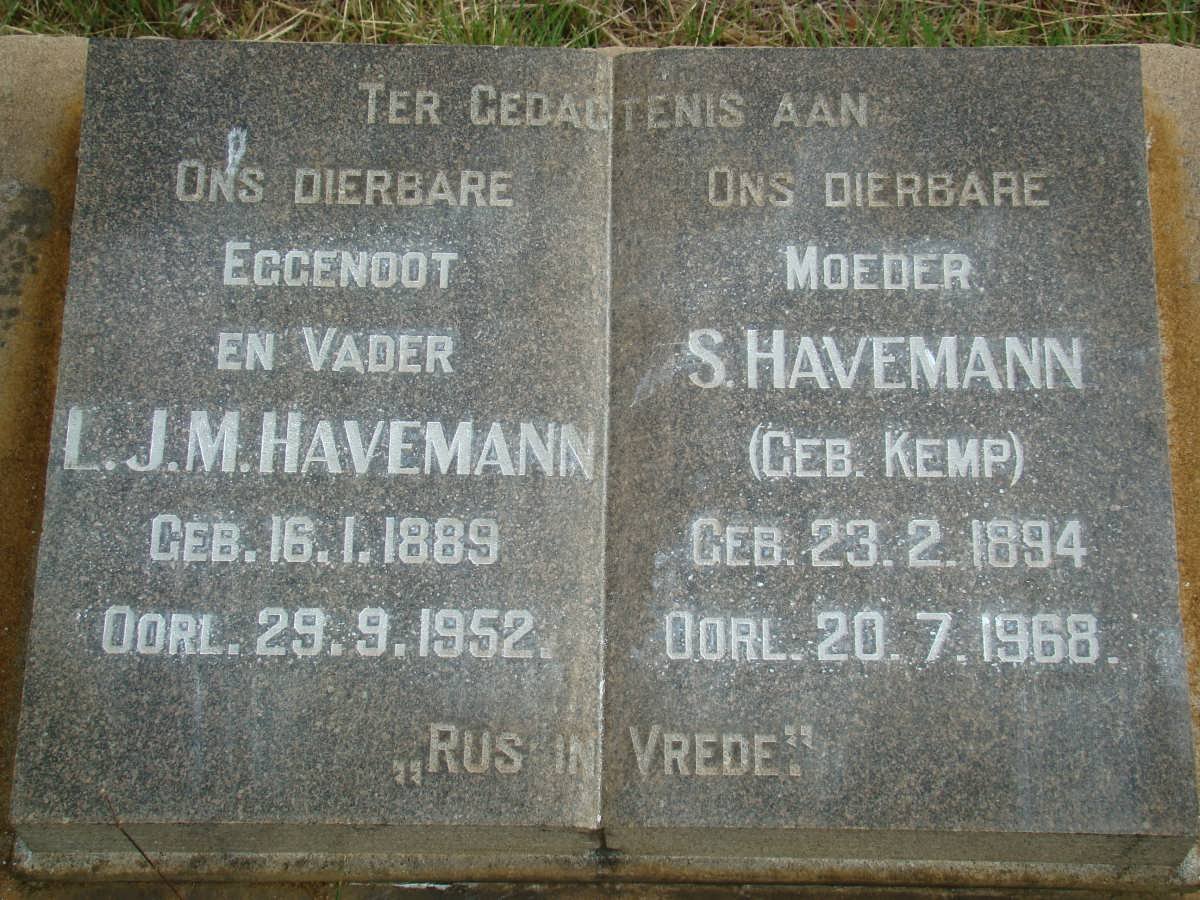 TER GEDAGTENIS AAN
ONS DIERBARE
EGGENOOT
EN VADER
L.J.M. HAVEMANN
GEB. 16.1.1889
OORL. 29.9.1952.
ONS DIERBARE
MOEDER
S. HAVEMANN
(GEB. KEMP)
GEB. 23.2.1894
OORL. 20.7.1968.
„RUS IN VREDE."